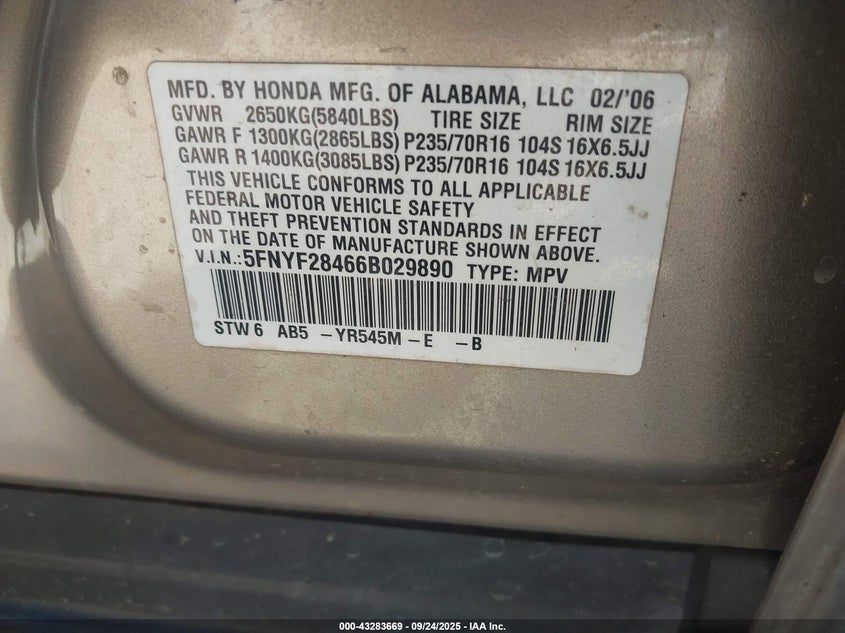 MFD. BY HONDA MFG. OF ALABAMA, LLC 02/'06
GVWR 2650KG(5840LBS) TIRE SIZE RIM SIZE
GAWR F 1300KG(2865LBS) P235/70R16 104S 16X6.5JJ
GAWR R 1400KG(3085LBS) P235/70R16 104S 16X6.5JJ
THIS VEHICLE CONFORMS TO ALL APPLICABLE
FEDERAL MOTOR VEHICLE SAFETY
AND THEFT PREVENTION STANDARDS IN EFFECT
ON THE DATE OF MANUFACTURE SHOWN ABOVE.
V.I.N.:5FNYF28466B029890 TYPE: MPV
STW 6 AB5 -YR545M-E -B
000-43283669 - 09/24/2025 - IAA Inc.